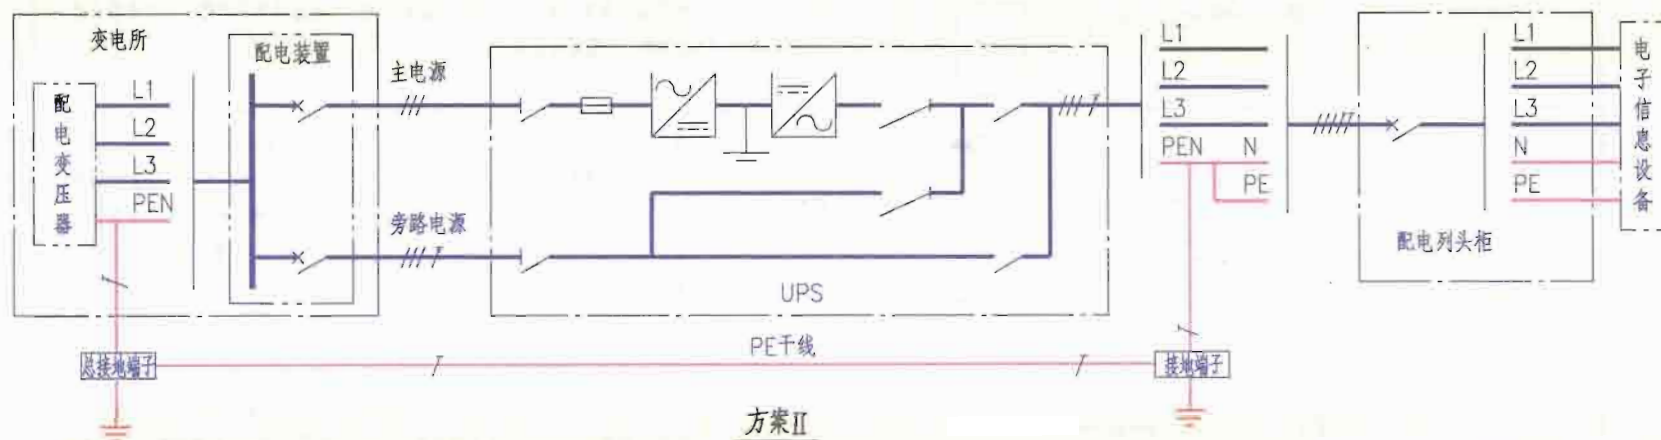 变电所
配电变压器
L1
L2
L3
PEN
配电装置
主电源
旁路电源
UPS
L1
L2
L3
PEN
N
PE
配电列头柜
L1
L2
L3
N
PE
电子信息设备
总接地端子
PE干线
接地端子
方案II